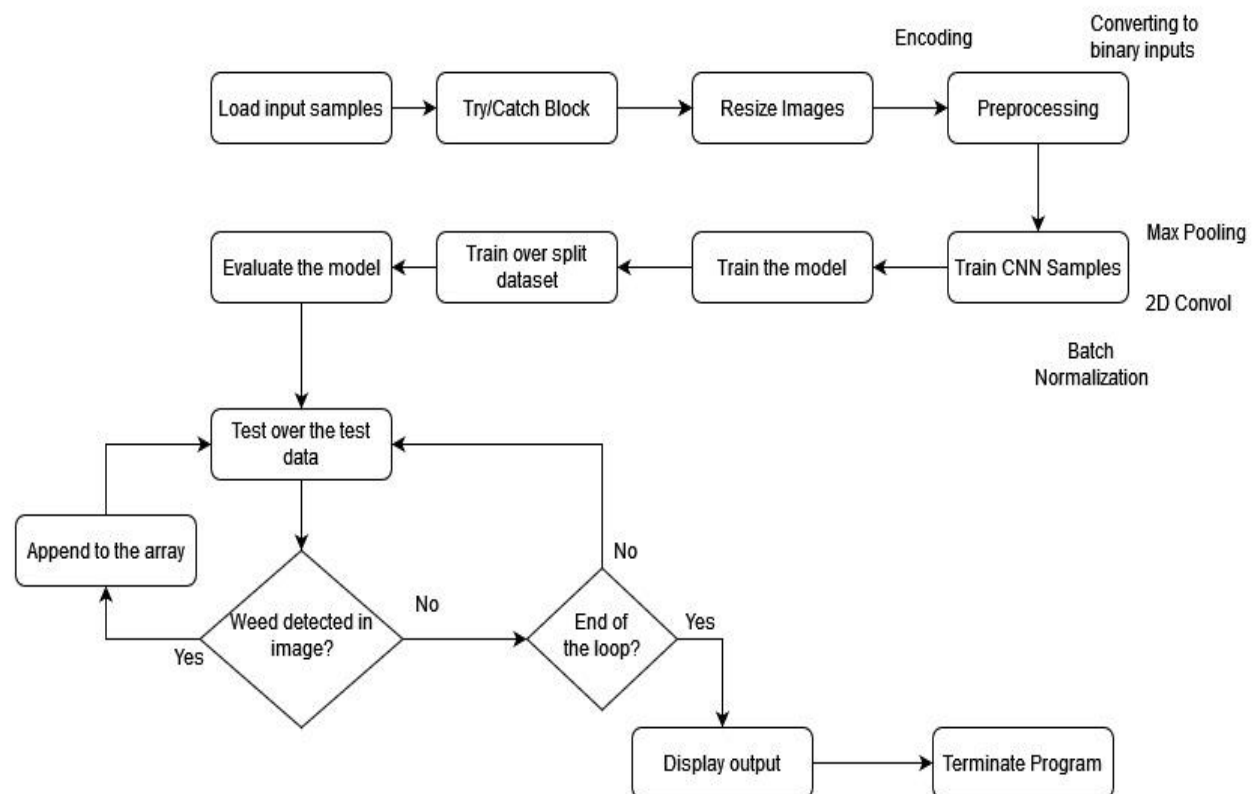 Encoding
Converting to
binary inputs
Load input samples
Try/Catch Block
Resize Images
Preprocessing
Max Pooling
Evaluate the model
Train over split
dataset
Train the model
Train CNN Samples
2D Convol
Batch
Normalization
Test over the test
data
Append to the array
No
No
Weed detected in
image?
End of
the loop?
Yes
Yes
Display output
Terminate Program